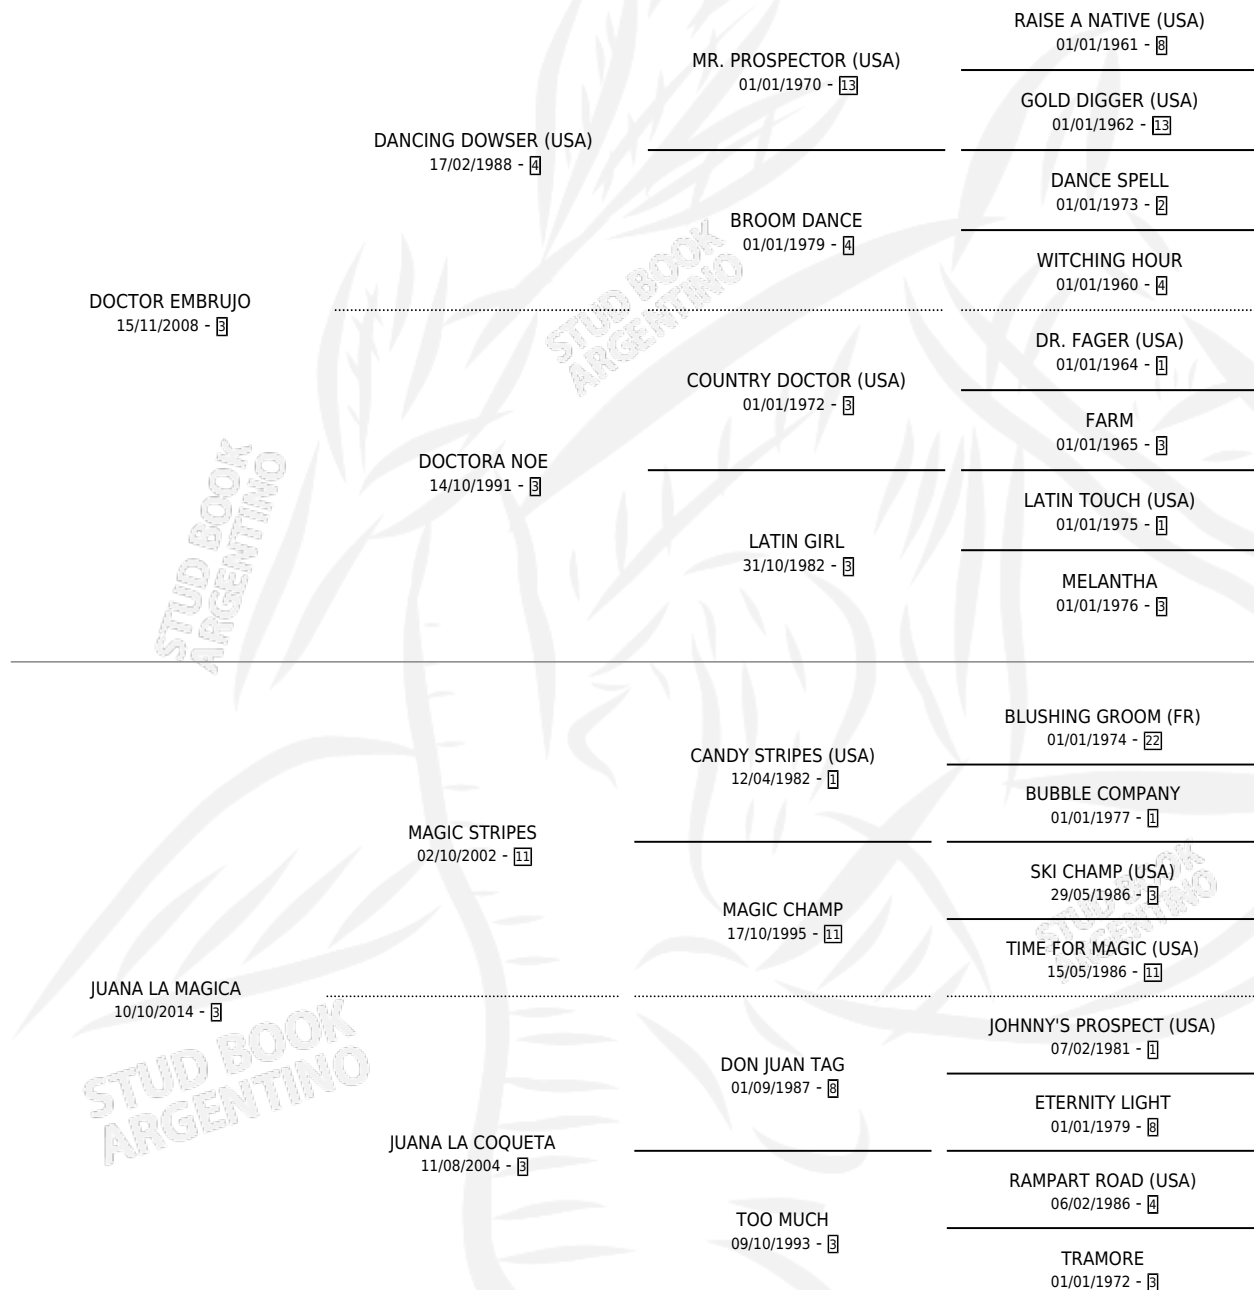 RAISE A NATIVE (USA)
01/01/1961 - 8
MR. PROSPECTOR (USA)
01/01/1970 - 13
GOLD DIGGER (USA)
01/01/1962 - 13
DANCING DOWSER (USA)
17/02/1988 - 4
DANCE SPELL
01/01/1973 - 2
BROOM DANCE
01/01/1979 - 4
WITCHING HOUR
01/01/1960 - 4
DOCTOR EMBRUJO
15/11/2008 - 3
STUD BOOK
ARGENTINO
DR. FAGER (USA)
01/01/1964 - 1
COUNTRY DOCTOR (USA)
01/01/1972 - 3
FARM
01/01/1965 - 3
DOCTORA NOE
14/10/1991 - 3
LATIN TOUCH (USA)
01/01/1975 - 1
LATIN GIRL
31/10/1982 - 3
MELANTHA
01/01/1976 - 3
STUD BOOK
ARGENTINO
BLUSHING GROOM (FR)
01/01/1974 - 22
CANDY STRIPES (USA)
12/04/1982 - 1
BUBBLE COMPANY
01/01/1977 - 1
MAGIC STRIPES
02/10/2002 - 11
SKI CHAMP (USA)
29/05/1986 - 3
STUD BOOK
ARGENTINO
MAGIC CHAMP
17/10/1995 - 11
TIME FOR MAGIC (USA)
15/05/1986 - 11
JUANA LA MAGICA
10/10/2014 - 3
STUD BOOK
ARGENTINO
JOHNNY'S PROSPECT (USA)
07/02/1981 - 1
DON JUAN TAG
01/09/1987 - 8
ETERNITY LIGHT
01/01/1979 - 8
JUANA LA COQUETA
11/08/2004 - 3
RAMPART ROAD (USA)
06/02/1986 - 4
TOO MUCH
09/10/1993 - 3
TRAMORE
01/01/1972 - 3